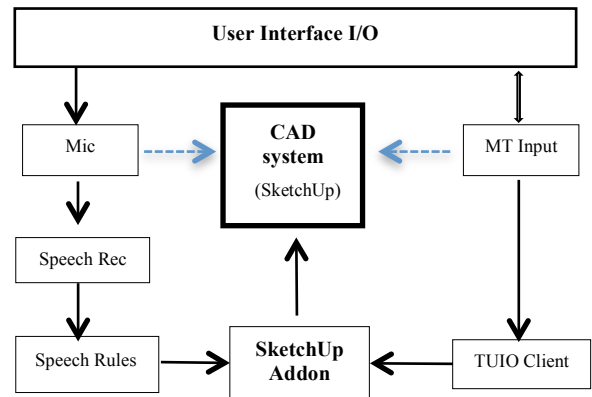 User Interface I/O
Mic
CAD
system
(SketchUp)
MT Input
Speech Rec
Speech Rules
SketchUp
Addon
TUIO Client